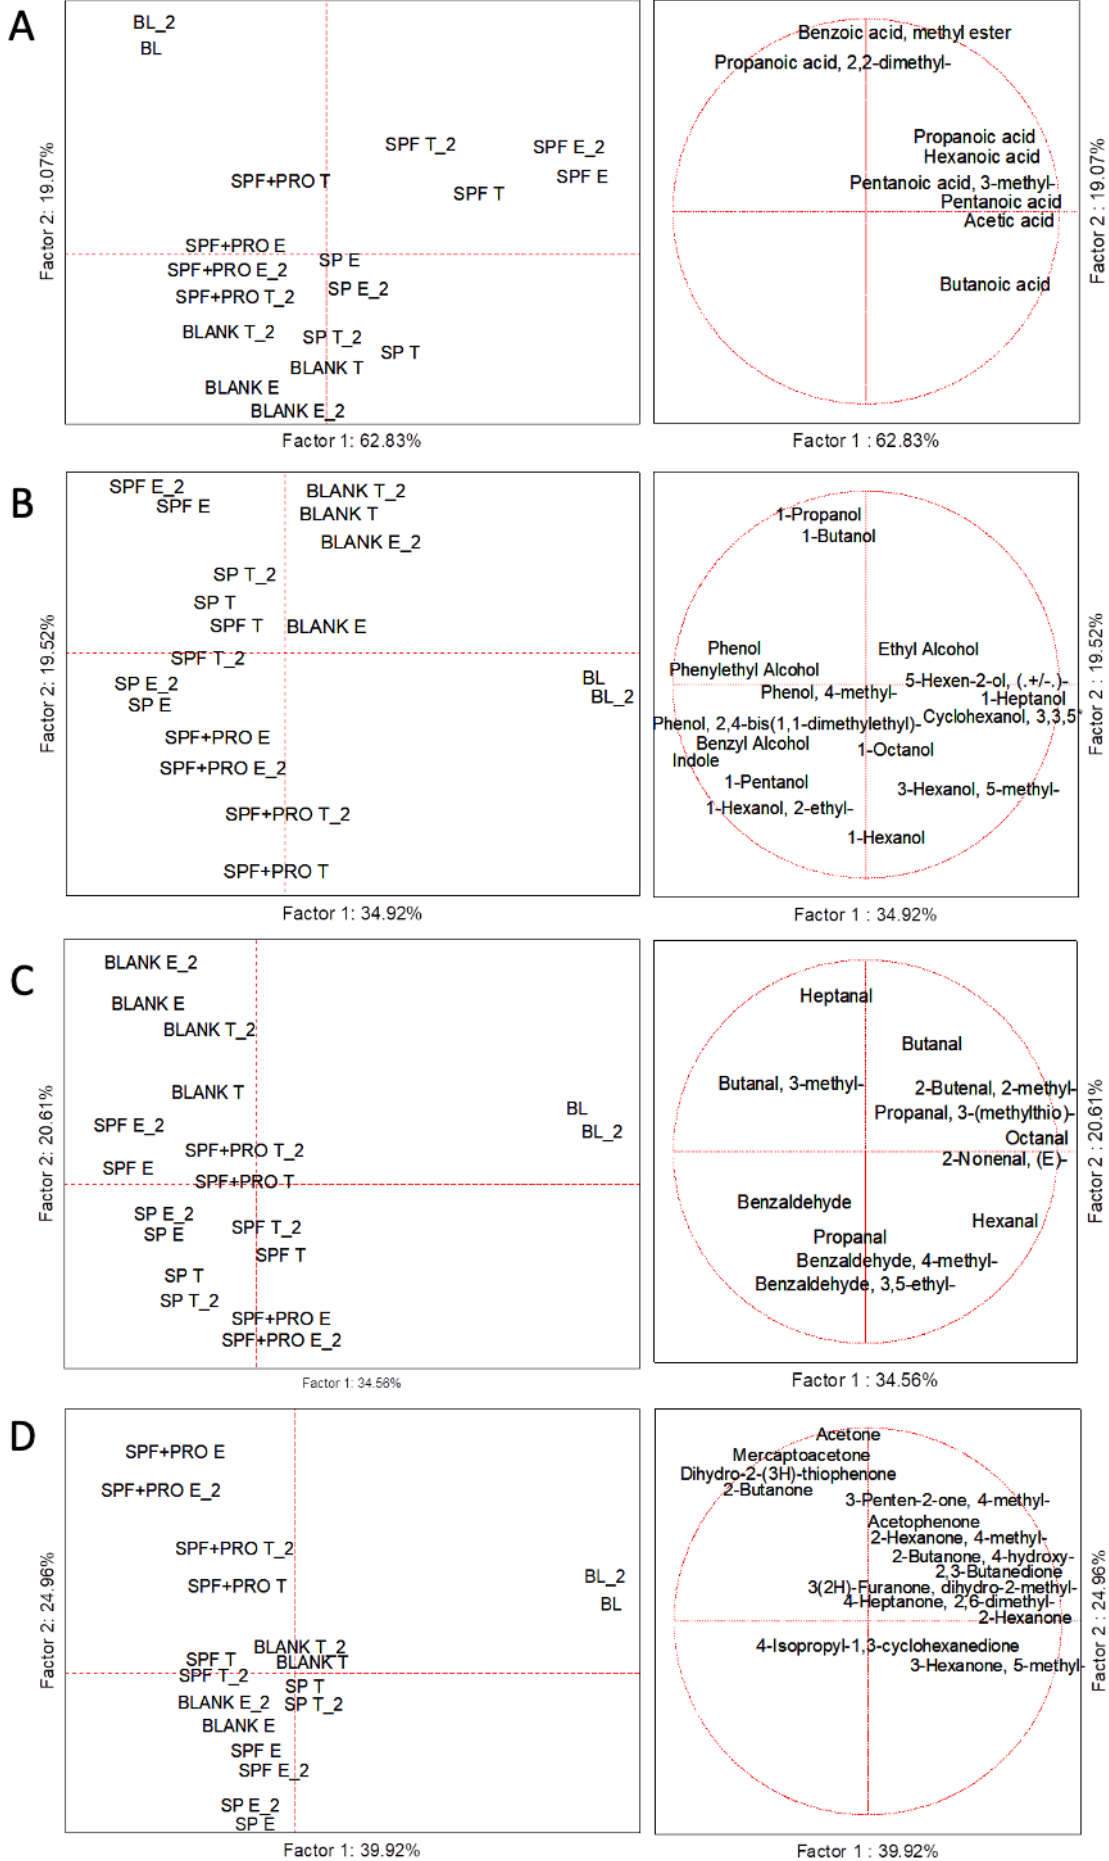 A
BL_2
BL
SPF T_2
SPF E_2
SPF E
SPF+PRO T
SPF T
SPF+PRO E
SP E
SPF+PRO E_2
SP E_2
SPF+PRO T_2
BLANK T_2
SP T_2
SP T
BLANK T
BLANK E
BLANK E_2
Factor 2: 19.07%
Factor 1: 62.83%
Benzoic acid, methyl ester
Propanoic acid, 2,2-dimethyl-
Propanoic acid
Hexanoic acid
Pentanoic acid, 3-methyl-
Pentanoic acid
Acetic acid
Butanoic acid
Factor 2 : 19.07%
Factor 1 : 62.83%
B
SPF E_2
SPF E
BLANK T_2
BLANK T
BLANK E_2
SP T_2
SP T
SPF T
BLANK E
SPF T_2
SP E_2
SP E
BL
BL_2
SPF+PRO E
SPF+PRO E_2
SPF+PRO T_2
SPF+PRO T
Factor 2: 19.52%
Factor 1: 34.92%
1-Propanol
1-Butanol
Phenol
Ethyl Alcohol
Phenylethyl Alcohol
5-Hexen-2-ol, (.+/-.)-
Phenol, 4-methyl-
1-Heptanol
Phenol, 2,4-bis(1,1-dimethylethyl)-
Cyclohexanol, 3,3,5*
Benzyl Alcohol
1-Octanol
Indole
1-Pentanol
3-Hexanol, 5-methyl-
1-Hexanol, 2-ethyl-
1-Hexanol
Factor 2 : 19.52%
Factor 1 : 34.92%
C
BLANK E_2
BLANK E
BLANK T_2
BLANK T
BL
BL_2
SPF E_2
SPF+PRO T_2
SPF E
SPF+PRO T
SP E_2
SP E
SPF T_2
SPF T
SP T
SP T_2
SPF+PRO E
SPF+PRO E_2
Factor 2: 20.61%
Factor 1: 34.56%
Heptanal
Butanal
Butanal, 3-methyl-
2-Butenal, 2-methyl-
Propanal, 3-(methylthio)-
Octanal
2-Nonenal, (E)-
Benzaldehyde
Hexanal
Propanal
Benzaldehyde, 4-methyl-
Benzaldehyde, 3,5-ethyl-
Factor 2 : 20.61%
Factor 1 : 34.56%
D
SPF+PRO E
SPF+PRO E_2
SPF+PRO T_2
SPF+PRO T
BL_2
BL
BLANK T_2
SPF T
BLANK T
SPF T_2
SP T
BLANK E_2
SP T_2
BLANK E
SPF E
SPF E_2
SP E_2
SP E
Factor 2: 24.96%
Factor 1: 39.92%
Acetone
Mercaptoacetone
Dihydro-2-(3H)-thiophenone
2-Butanone
3-Penten-2-one, 4-methyl-
Acetophenone
2-Hexanone, 4-methyl-
2-Butanone, 4-hydroxy-
2,3-Butanedione
3(2H)-Furanone, dihydro-2-methyl-
4-Heptanone, 2,6-dimethyl-
2-Hexanone
4-Isopropyl-1,3-cyclohexanedione
3-Hexanone, 5-methyl-
Factor 2 : 24.96%
Factor 1 : 39.92%